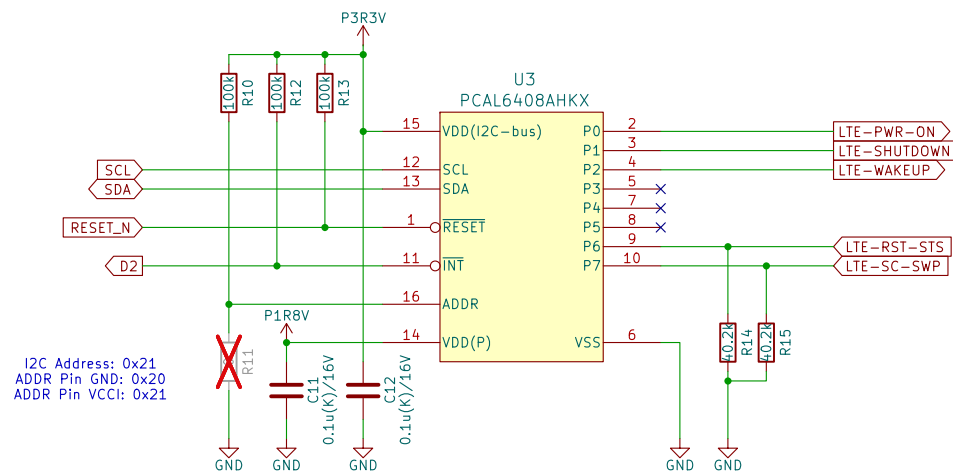 P3R3V
100k
R10
100k
R12
100k
R13
U3
PCAL6408AHKX
15
VDD(I2C-bus)
P0
2
LTE-PWR-ON
P1
3
LTE-SHUTDOWN
SCL
12
SCL
P2
4
LTE-WAKEUP
SDA
13
SDA
P3
5
P4
7
RESET_N
1
RESET
P5
8
P6
9
LTE-RST-STS
D2
11
INT
P7
10
LTE-SC-SWP
16
ADDR
P1R8V
14
VDD(P)
VSS
6
40.2k
R14
40.2k
R15
R11
I2C Address: 0x21
ADDR Pin GND: 0x20
ADDR Pin VCCI: 0x21
C11
0.1u(K)/16V
C12
0.1u(K)/16V
GND
GND
GND
GND
GND